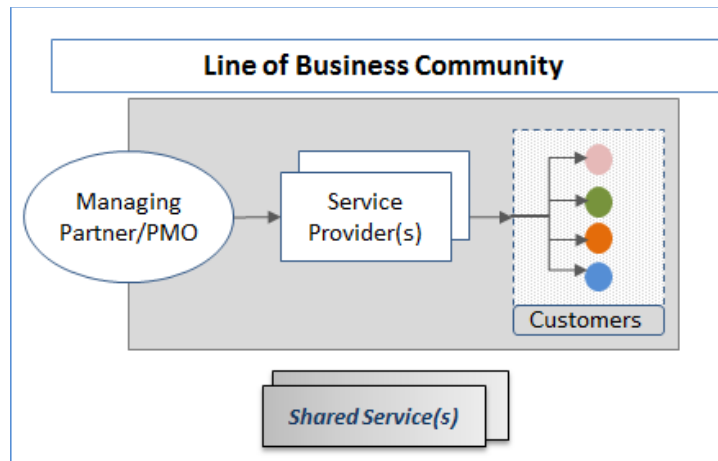 Line of Business Community
Managing
Partner/PMO
Service
Provider(s)
Customers
Shared Service(s)